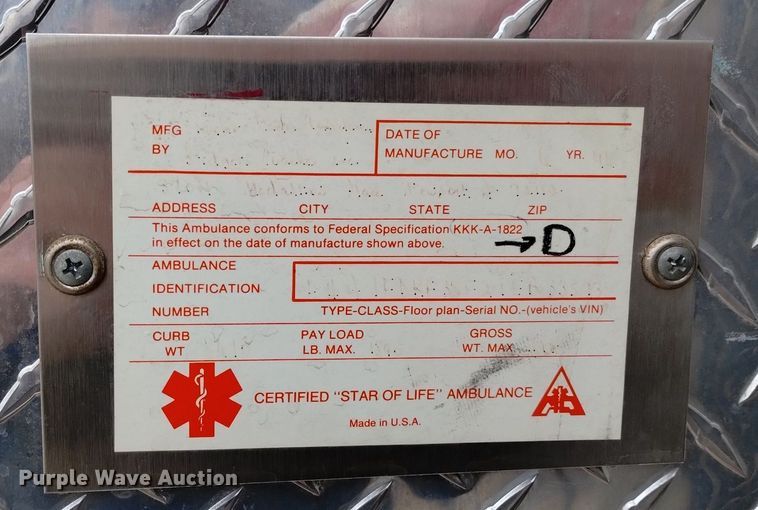 MFG
BY
DATE OF
MANUFACTURE MO. YR.
ADDRESS CITY STATE ZIP
This Ambulance conforms to Federal Specification KKK-A-1822
in effect on the date of manufacture shown above. →D
AMBULANCE
IDENTIFICATION
NUMBER TYPE-CLASS-Floor plan-Serial NO.-(vehicle's VIN)
CURB PAY LOAD GROSS
WT LB. MAX. WT. MAX
CERTIFIED "STAR OF LIFE" AMBULANCE
Made in U.S.A.
Purple Wave Auction